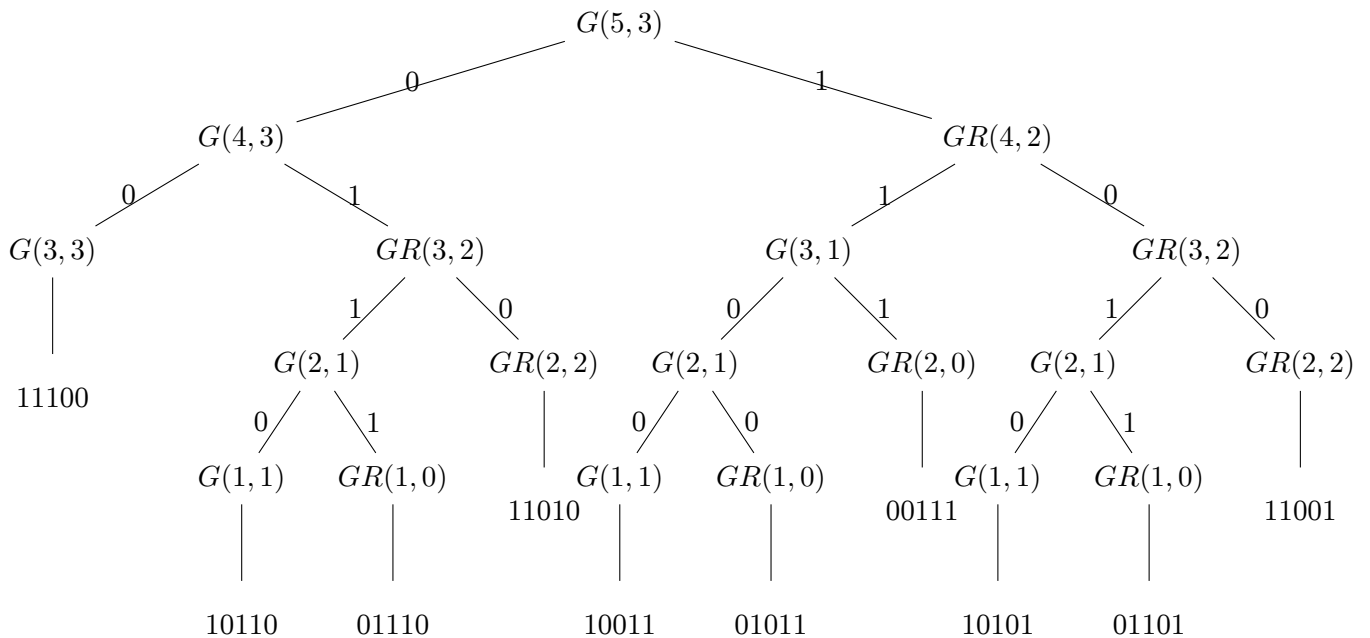 G(5, 3)
0 1
G(4, 3) GR(4, 2)
0 1 1 0
G(3, 3) GR(3, 2) G(3, 1) GR(3, 2)
1 0 0 1 1 0
G(2, 1) GR(2, 2) G(2, 1) GR(2, 0) G(2, 1) GR(2, 2)
11100
0 1 0 0 0 1
G(1, 1) GR(1, 0) G(1, 1) GR(1, 0) G(1, 1) GR(1, 0)
11010 00111 11001
10110 01110 10011 01011 10101 01101